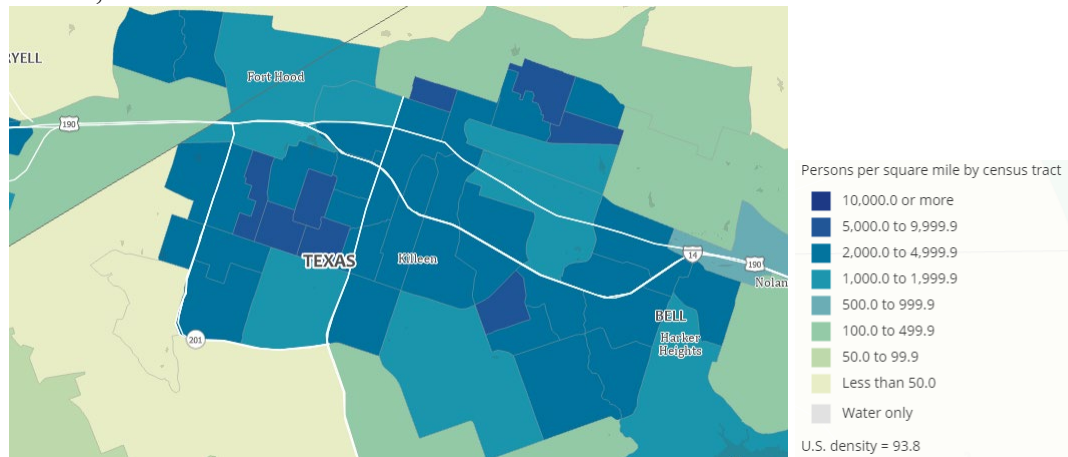 RYELL
Fort Hood
190
TEXAS
Killeen
14
190
Nolan
BELL
Harker
Heights
201
Persons per square mile by census tract
10,000.0 or more
5,000.0 to 9,999.9
2,000.0 to 4,999.9
1,000.0 to 1,999.9
500.0 to 999.9
100.0 to 499.9
50.0 to 99.9
Less than 50.0
Water only
U.S. density = 93.8